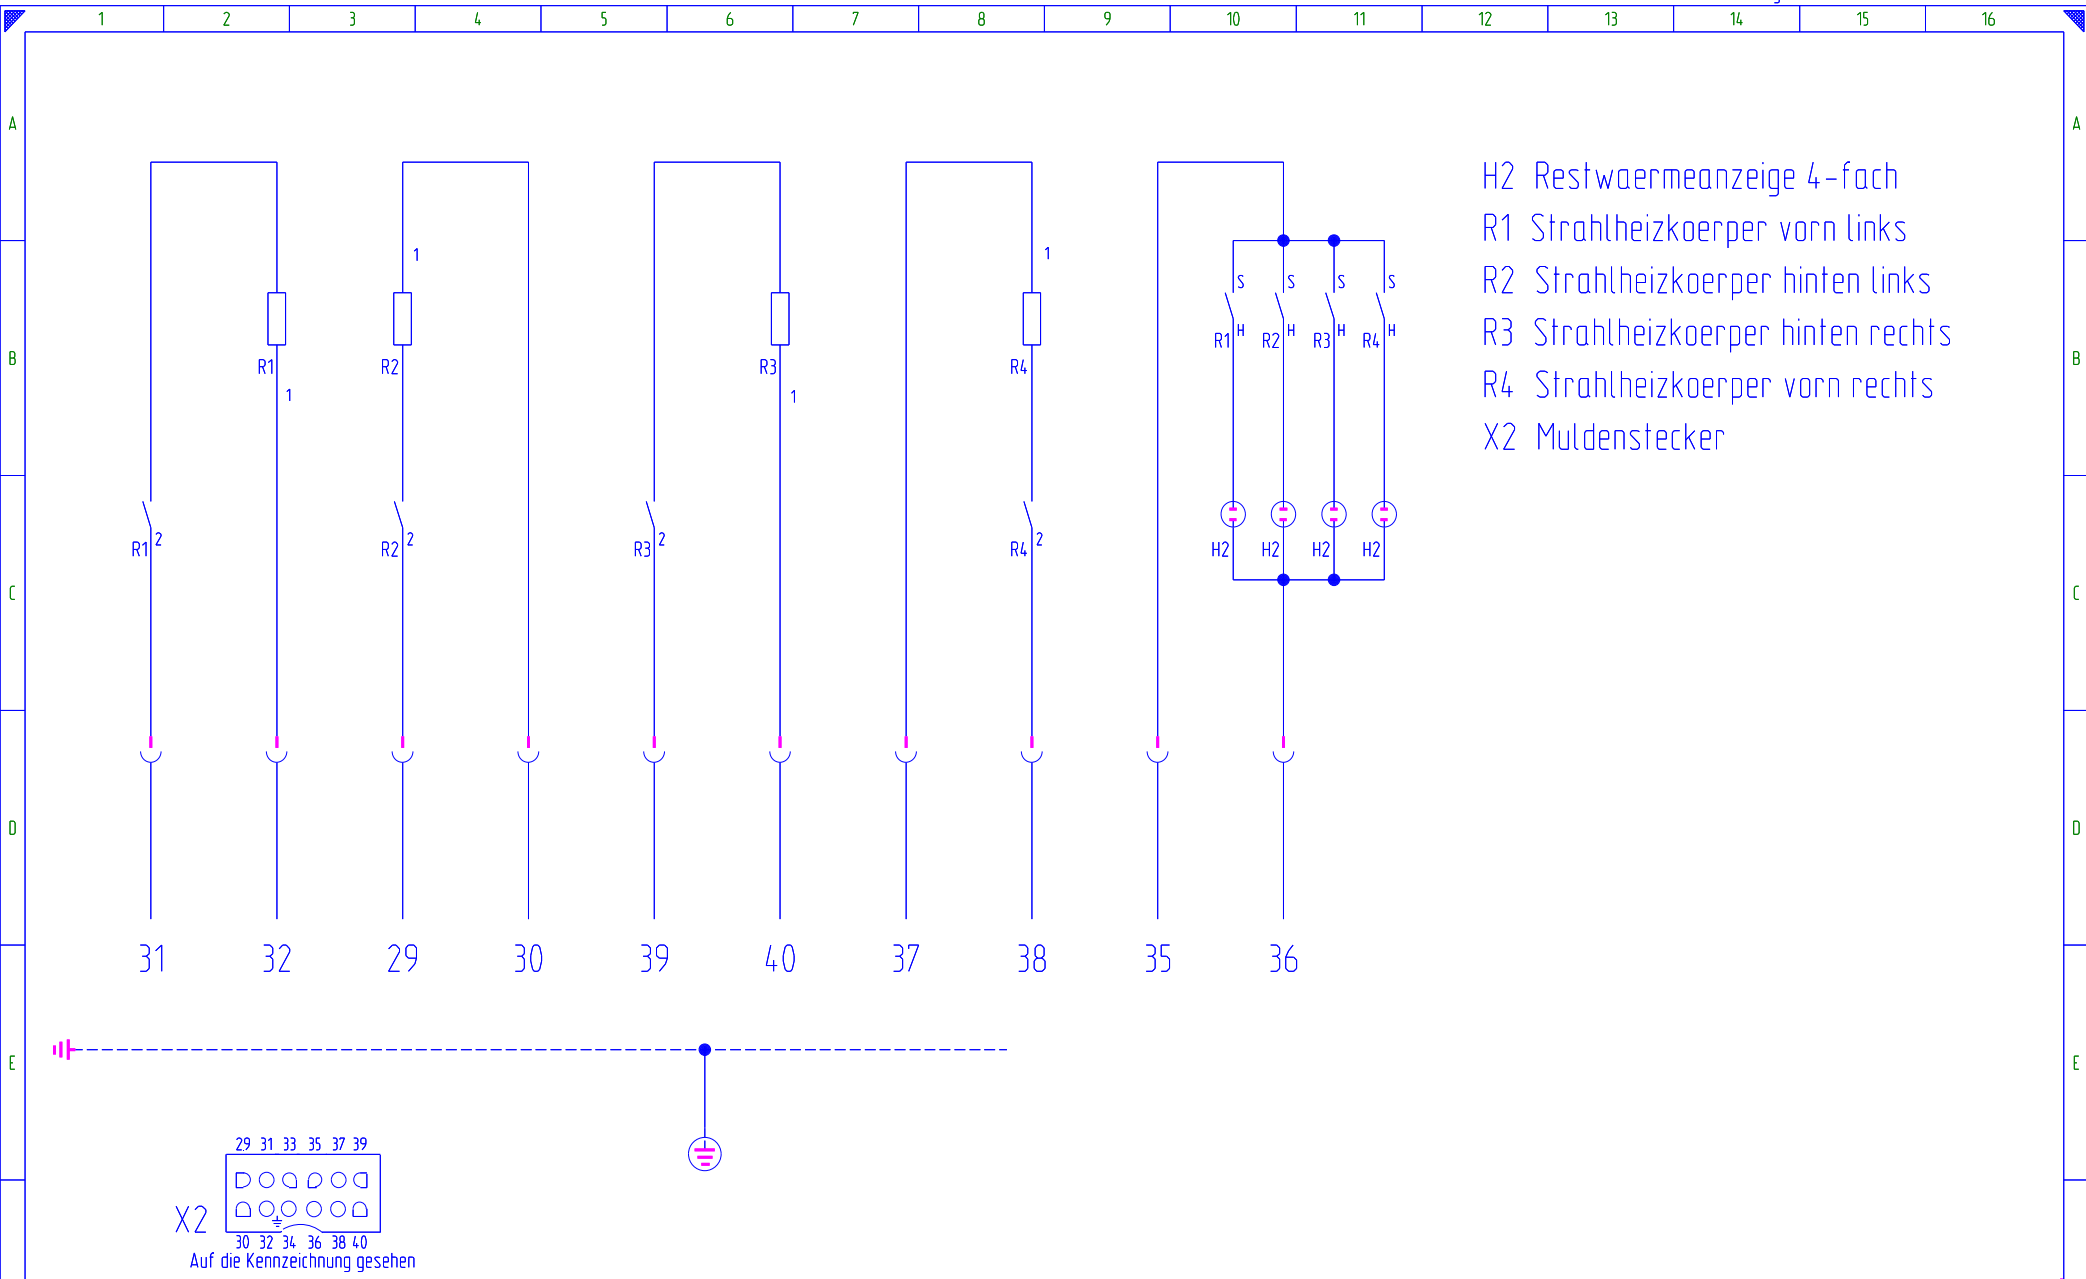 1 2 3 4 5 6 7 8 9 10 11 12 13 14 15 16
A A
H2 Restwaermeanzeige 4-fach
R1 Strahlheizkoerper vorn links
1 1
R2 Strahlheizkoerper hinten links
S S S S
R3 Strahlheizkoerper hinten rechts
H H H H
R1 R2 R3 R4
B B
R1 R2 R3 R4
R4 Strahlheizkoerper vorn rechts
1 1
X2 Muldenstecker
2 2 2 2
R1 R2 R3 R4 H2 H2 H2 H2
C C
D D
31 32 29 30 39 40 37 38 35 36
E E
29 31 33 35 37 39
X2
30 32 34 36 38 40
Auf die Kennzeichnung gesehen